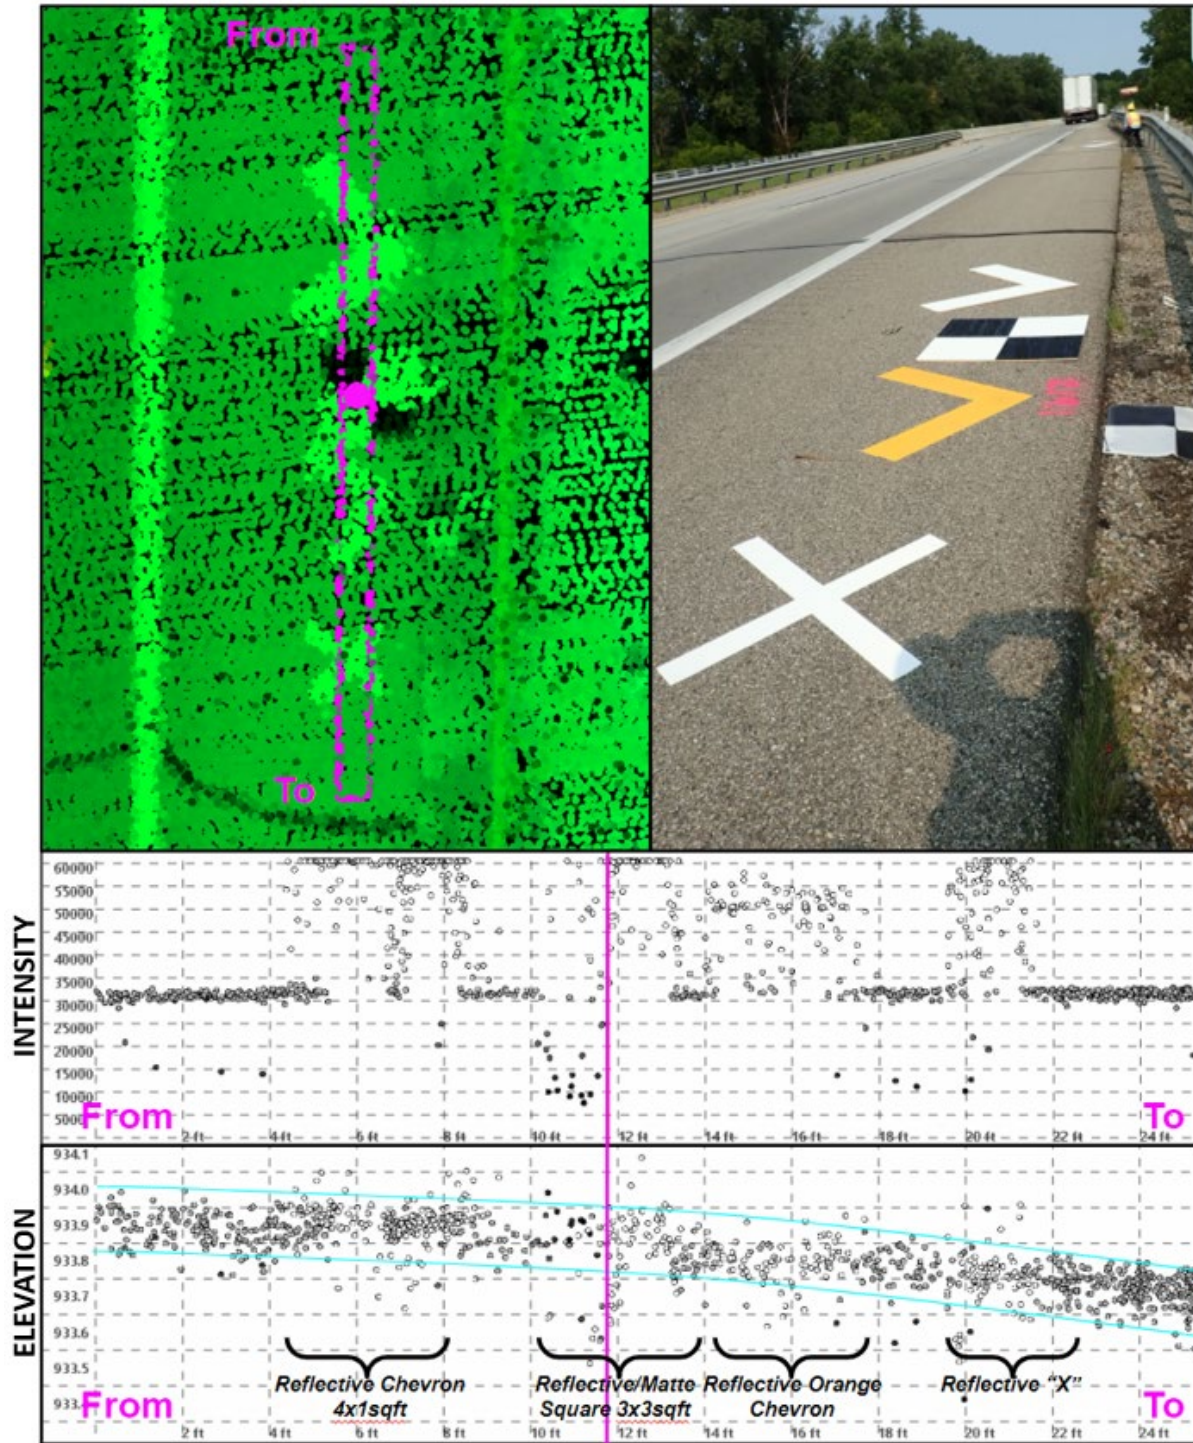 From
To
INTENSITY
60000
55000
50000
45000
40000
35000
30000
25000
20000
15000
10000
5000
From
To
2 ft
4 ft
6 ft
8 ft
10 ft
12 ft
14 ft
16 ft
18 ft
20 ft
22 ft
24 ft
ELEVATION
934.1
934.0
933.9
933.8
933.7
933.6
933.5
933.
Reflective Chevron
4x1sqft
Reflective/Matte
Square 3x3sqft
Reflective Orange
Chevron
Reflective “X”
From
To
2 ft
4 ft
6 ft
8 ft
10 ft
12 ft
14 ft
16 ft
18 ft
20 ft
22 ft
24 ft